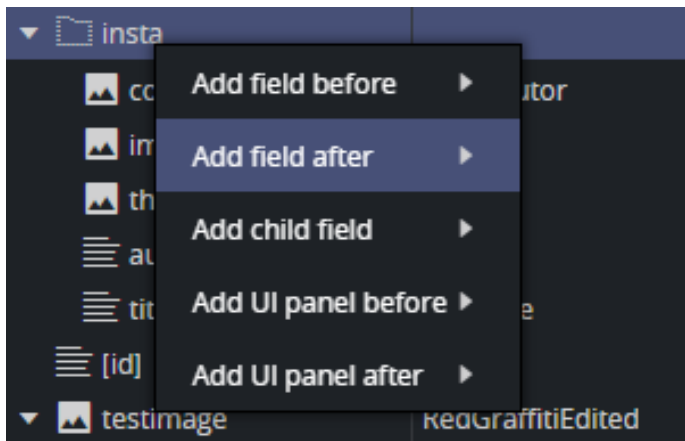 insta
Add field before
Add field after
Add child field
Add UI panel before
Add UI panel after
[id]
testimage RedGraffitiEdited